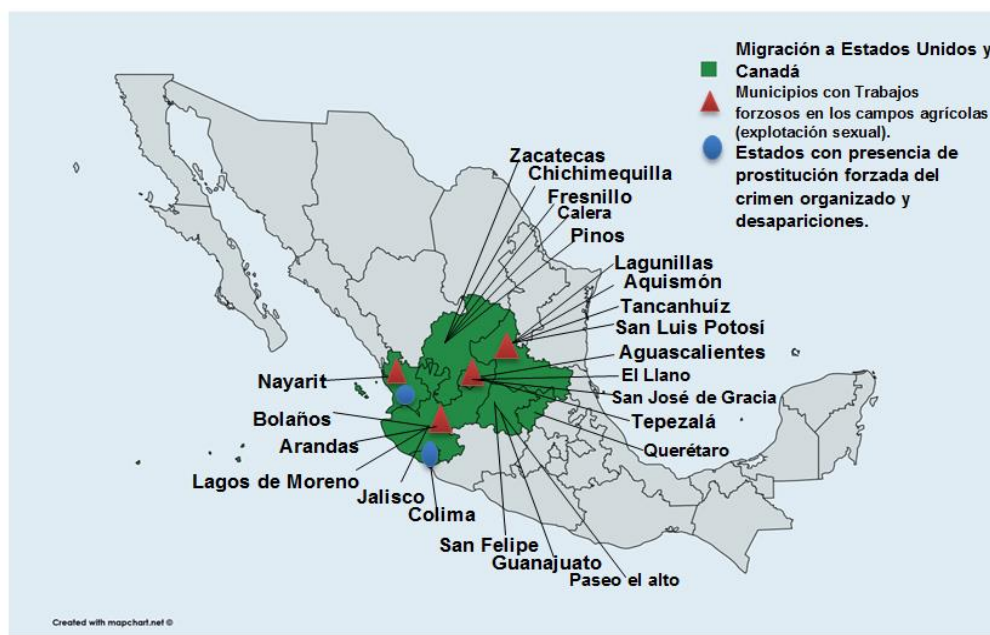 Migración a Estados Unidos y
Canadá
Municipios con Trabajos
forzosos en los campos agrícolas
(explotación sexual).
Estados con presencia de
prostitución forzada del
crimen organizado y
desapariciones.
Zacatecas
Chichimequilla
Fresnillo
Calera
Pinos
Lagunillas
Aquismón
Tancanhuíz
San Luis Potosí
Aguascalientes
El Llano
San José de Gracia
Tepezalá
Querétaro
Nayarit
Bolaños
Arandas
Lagos de Moreno
Jalisco
Colima
San Felipe
Guanajuato
Paseo el alto
Created with mapchart.net ©